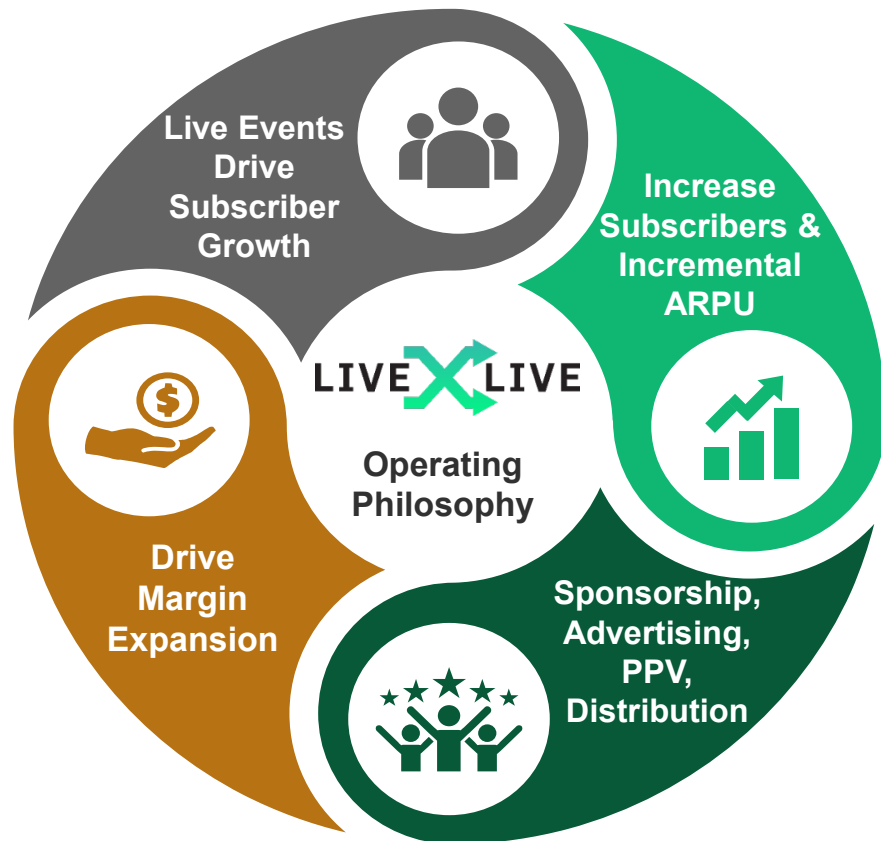 Live Events
Drive
Subscriber
Growth
Increase
Subscribers &
Incremental
ARPU
LIVE X LIVE
Operating
Philosophy
$
Drive
Margin
Expansion
Sponsorship,
Advertising,
PPV,
Distribution